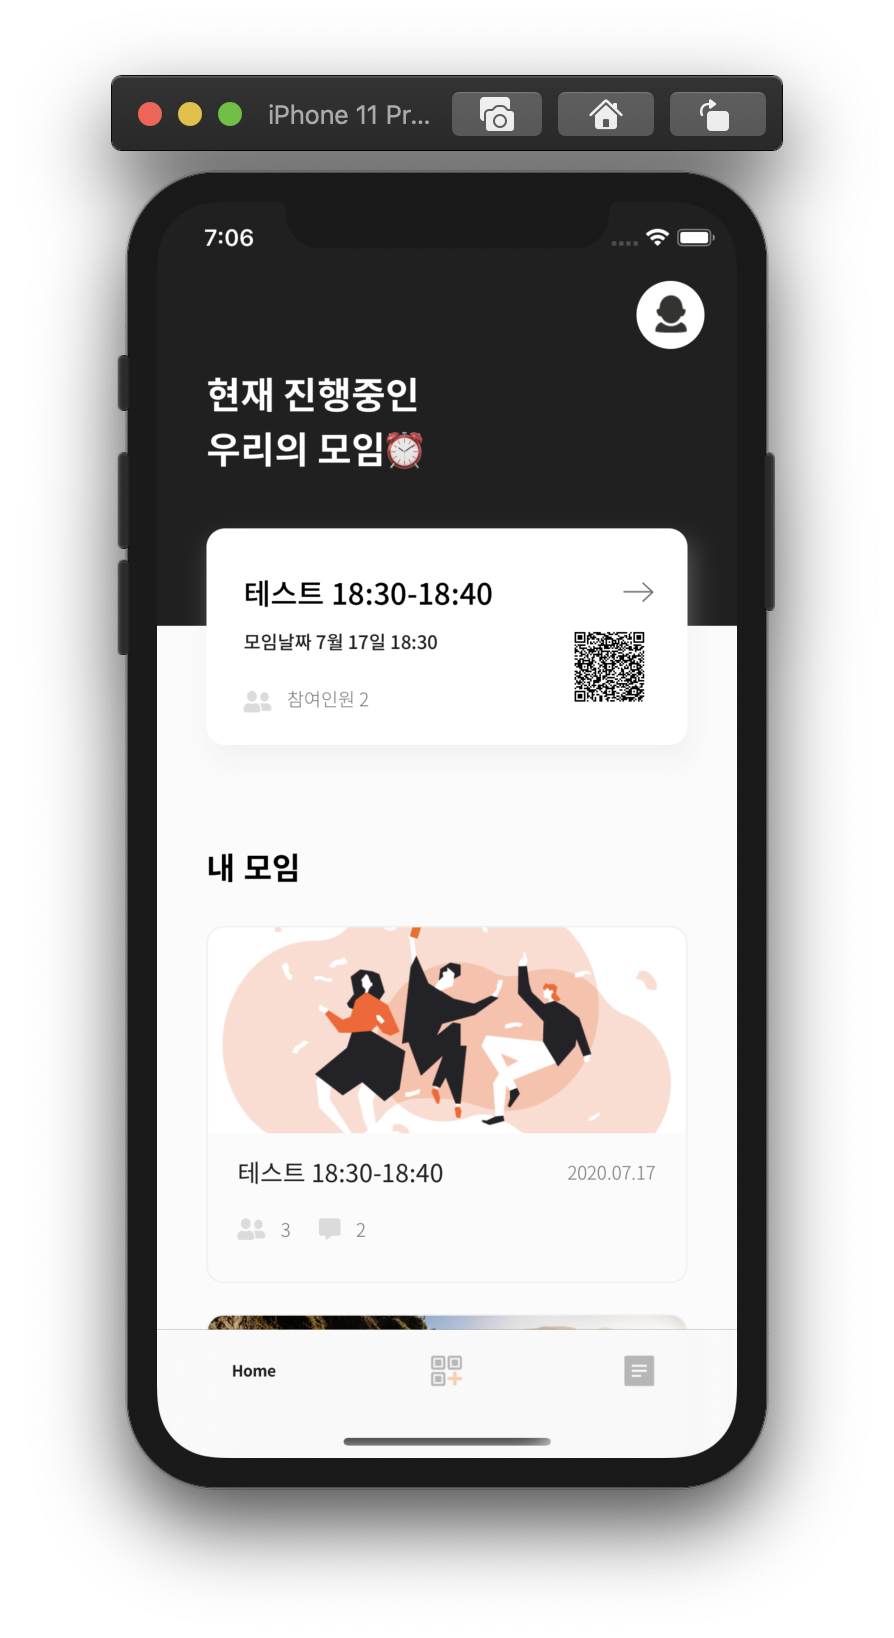 iPhone 11 Pr...
7:06
현재 진행중인
우리의 모임⏰
테스트 18:30-18:40
모임날짜 7월 17일 18:30
참여인원 2
내 모임
테스트 18:30-18:40
2020.07.17
3 2
Home